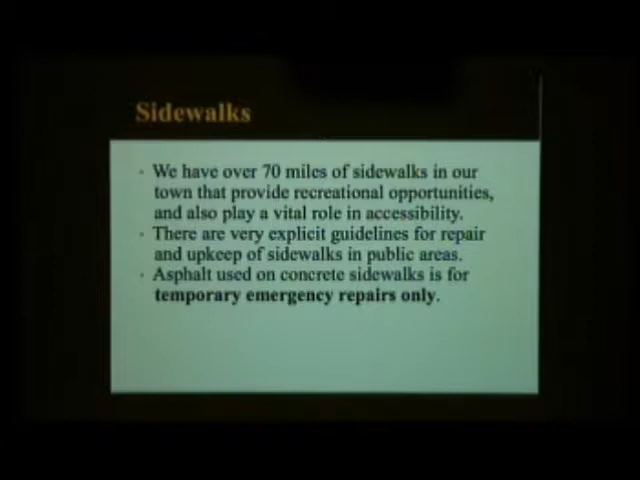 Sidewalks
· We have over 70 miles of sidewalks in our
town that provide recreational opportunities,
and also play a vital role in accessibility.
· There are very explicit guidelines for repair
and upkeep of sidewalks in public areas.
· Asphalt used on concrete sidewalks is for
temporary emergency repairs only.